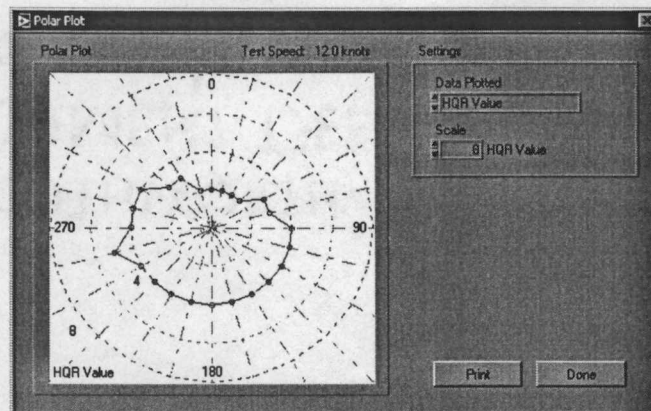 Polar Plot
Polar Plot
Test Speed: 12.0 knots
Settings
0
270
90
4
8
180
HQR Value
Data Plotted
HQR Value
Scale
8 HQR Value
Print
Done